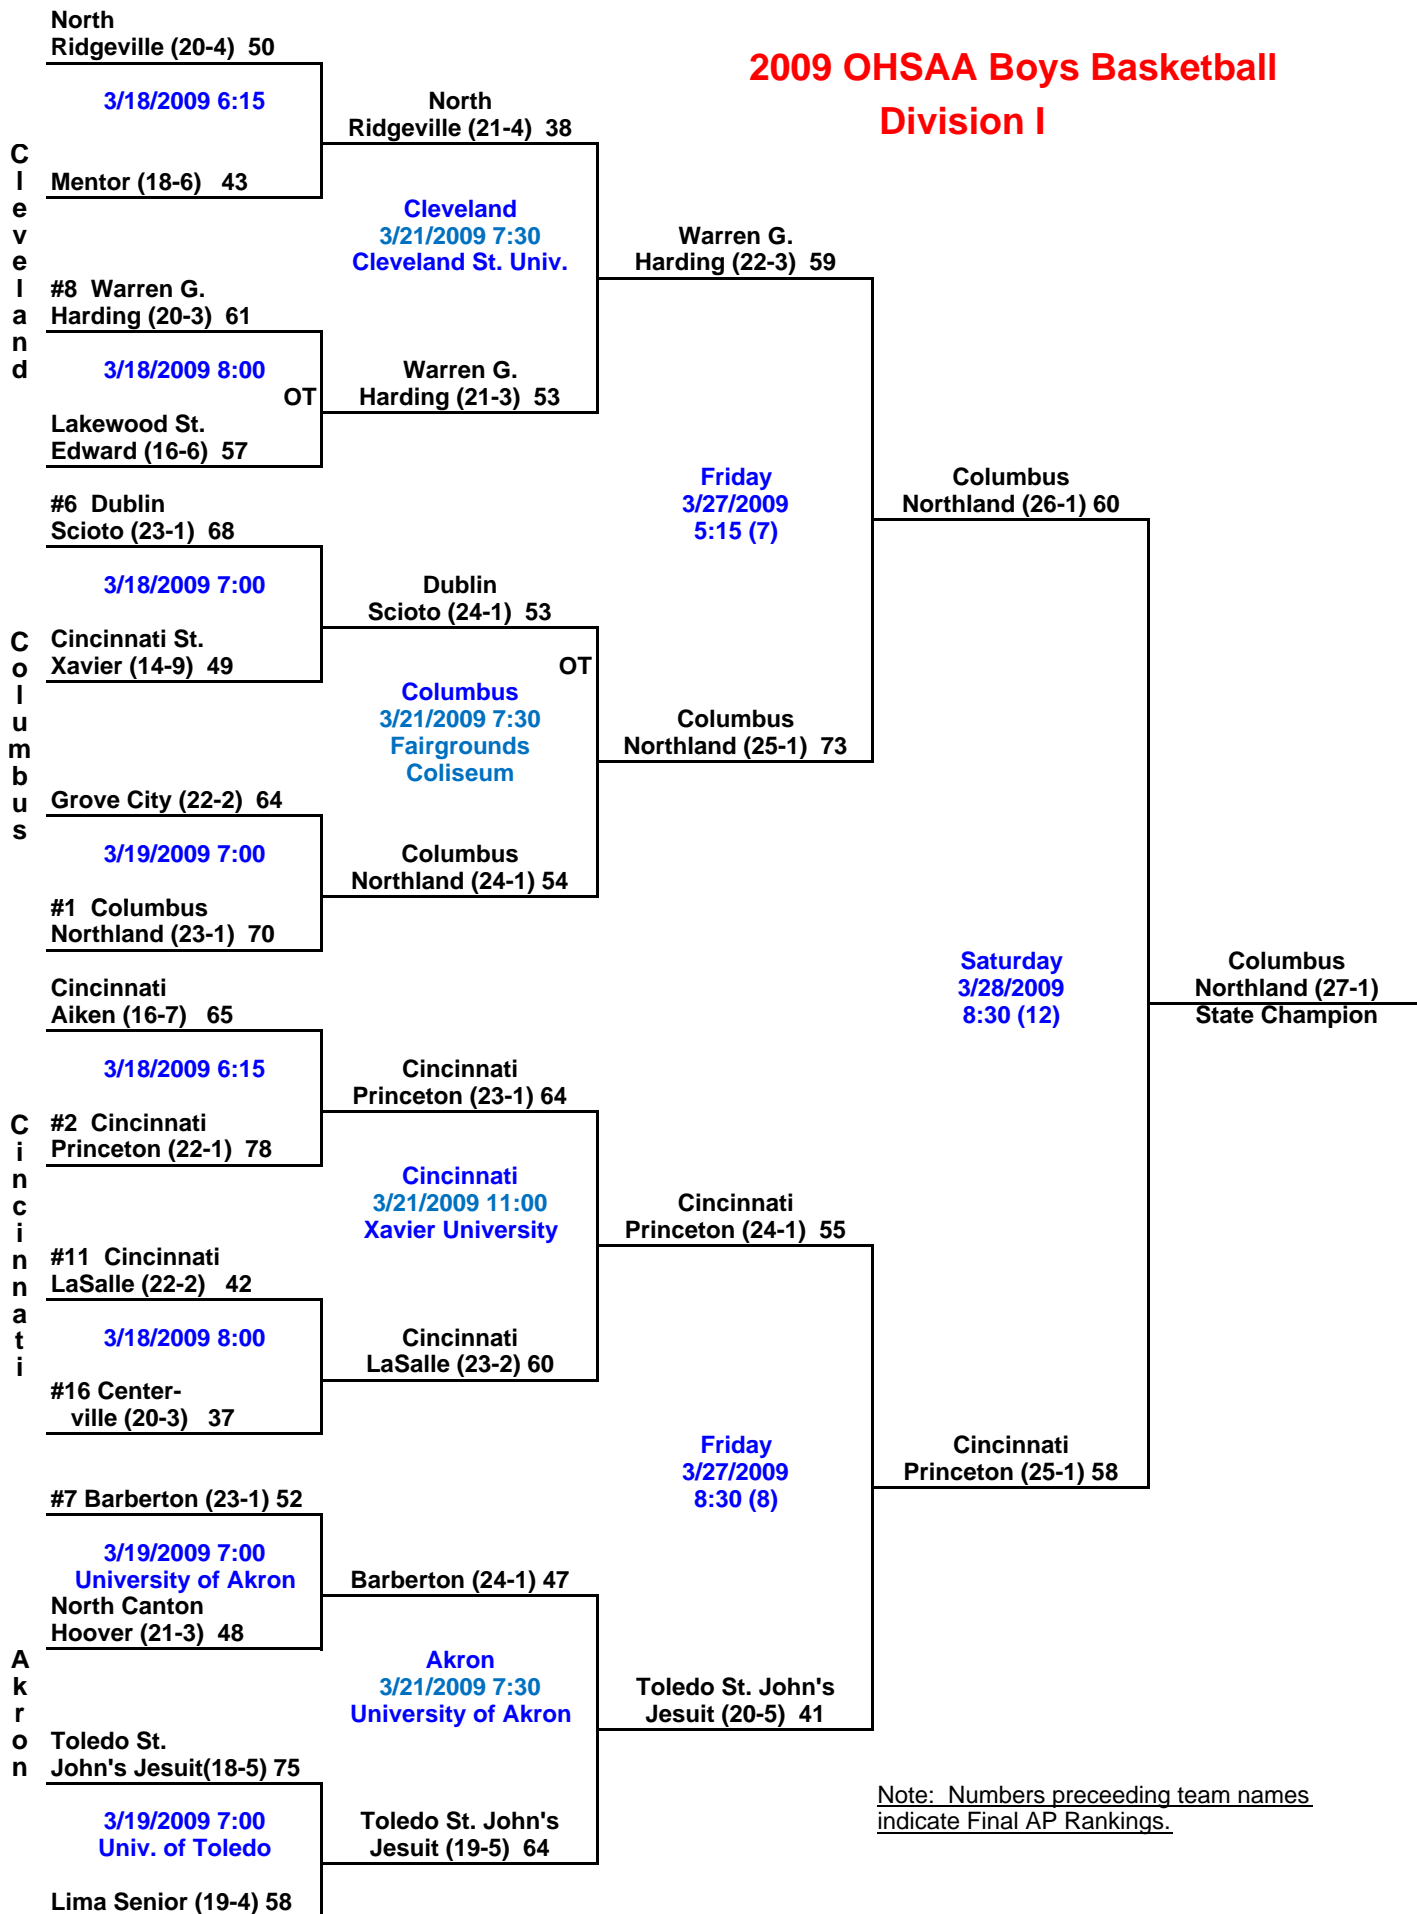 2009 OHSAA Boys Basketball
Division I
Cleveland
North
Ridgeville (20-4) 50
3/18/2009 6:15
Mentor (18-6) 43
#8 Warren G.
Harding (20-3) 61
3/18/2009 8:00
OT
Lakewood St.
Edward (16-6) 57
North
Ridgeville (21-4) 38
Cleveland
3/21/2009 7:30
Cleveland St. Univ.
Warren G.
Harding (21-3) 53
Warren G.
Harding (22-3) 59
Columbus
#6 Dublin
Scioto (23-1) 68
3/18/2009 7:00
Cincinnati St.
Xavier (14-9) 49
Grove City (22-2) 64
3/19/2009 7:00
#1 Columbus
Northland (23-1) 70
Dublin
Scioto (24-1) 53
OT
Columbus
3/21/2009 7:30
Fairgrounds
Coliseum
Columbus
Northland (24-1) 54
Friday
3/27/2009
5:15 (7)
Columbus
Northland (25-1) 73
Columbus
Northland (26-1) 60
Cincinnati
Cincinnati
Aiken (16-7) 65
3/18/2009 6:15
#2 Cincinnati
Princeton (22-1) 78
#11 Cincinnati
LaSalle (22-2) 42
3/18/2009 8:00
#16 Center-
ville (20-3) 37
Cincinnati
Princeton (23-1) 64
Cincinnati
3/21/2009 11:00
Xavier University
Cincinnati
LaSalle (23-2) 60
Cincinnati
Princeton (24-1) 55
Saturday
3/28/2009
8:30 (12)
Columbus
Northland (27-1)
State Champion
Akron
#7 Barberton (23-1) 52
3/19/2009 7:00
University of Akron
North Canton
Hoover (21-3) 48
Toledo St.
John's Jesuit(18-5) 75
3/19/2009 7:00
Univ. of Toledo
Lima Senior (19-4) 58
Barberton (24-1) 47
Akron
3/21/2009 7:30
University of Akron
Toledo St. John's
Jesuit (19-5) 64
Friday
3/27/2009
8:30 (8)
Toledo St. John's
Jesuit (20-5) 41
Cincinnati
Princeton (25-1) 58
Note: Numbers preceeding team names
indicate Final AP Rankings.